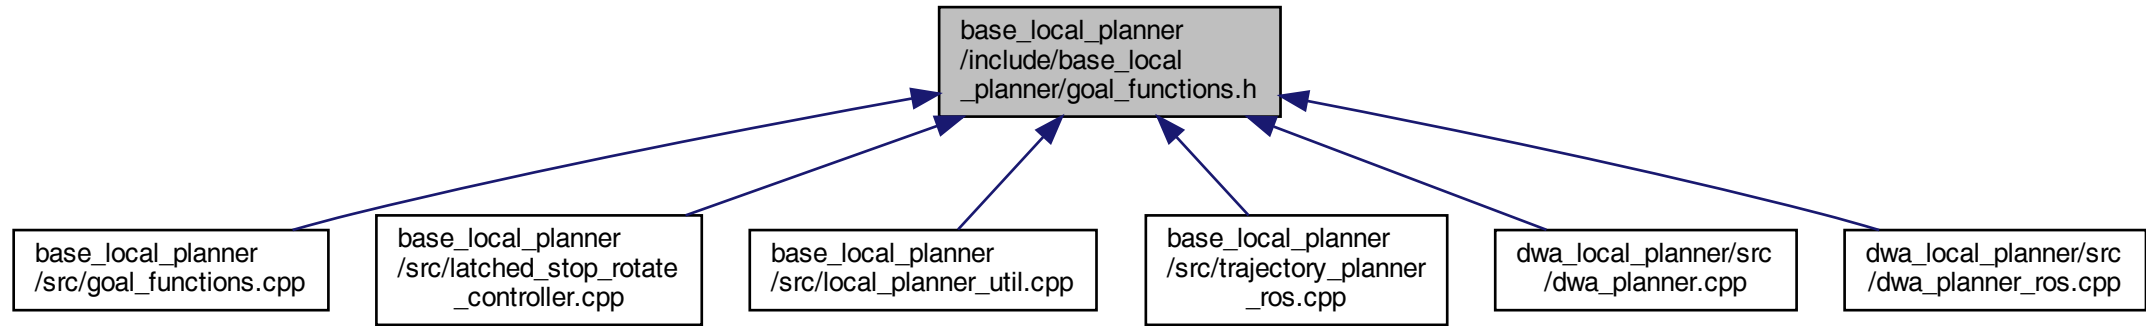 base_local_planner
/include/base_local
_planner/goal_functions.h
base_local_planner
/src/goal_functions.cpp
base_local_planner
/src/latched_stop_rotate
_controller.cpp
base_local_planner
/src/local_planner_util.cpp
base_local_planner
/src/trajectory_planner
_ros.cpp
dwa_local_planner/src
/dwa_planner.cpp
dwa_local_planner/src
/dwa_planner_ros.cpp